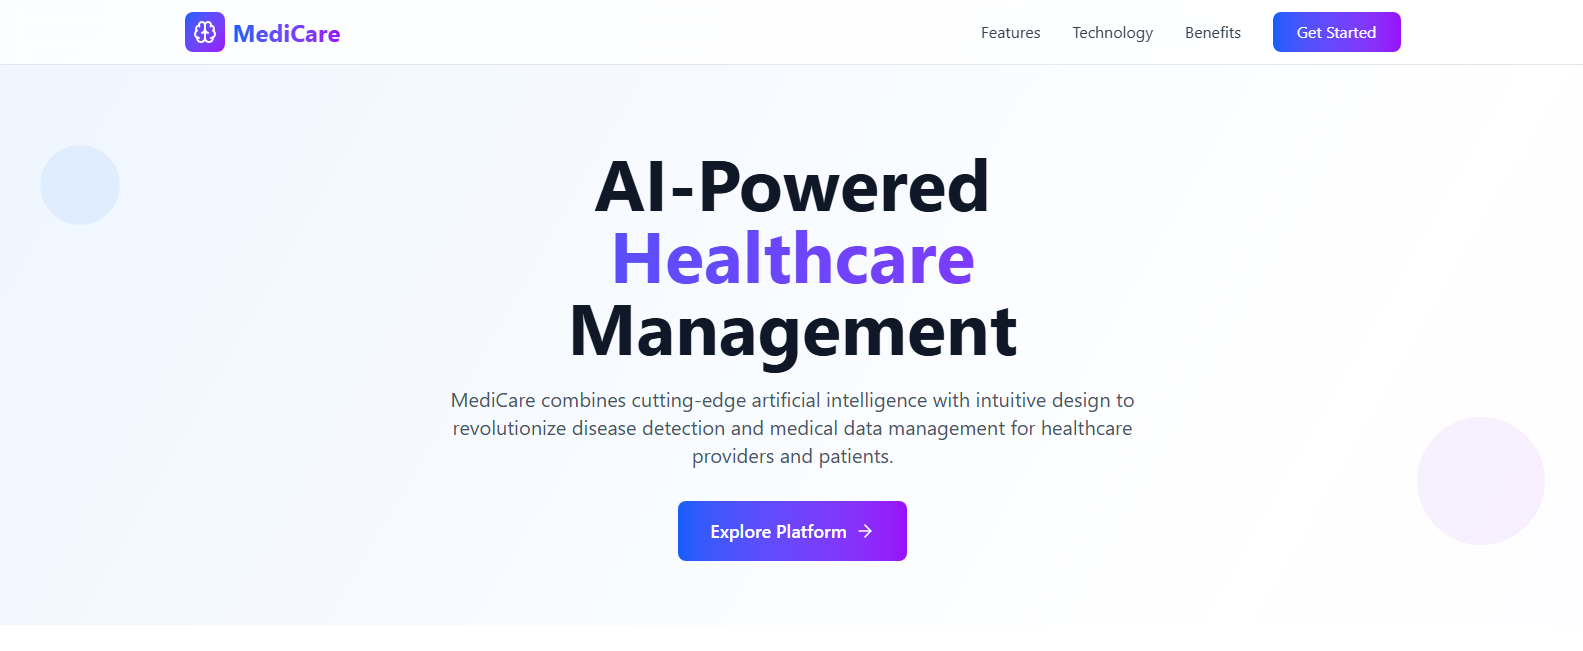 MediCare
Features
Technology
Benefits
Get Started
AI-Powered
Healthcare
Management
MediCare combines cutting-edge artificial intelligence with intuitive design to
revolutionize disease detection and medical data management for healthcare
providers and patients.
Explore Platform →